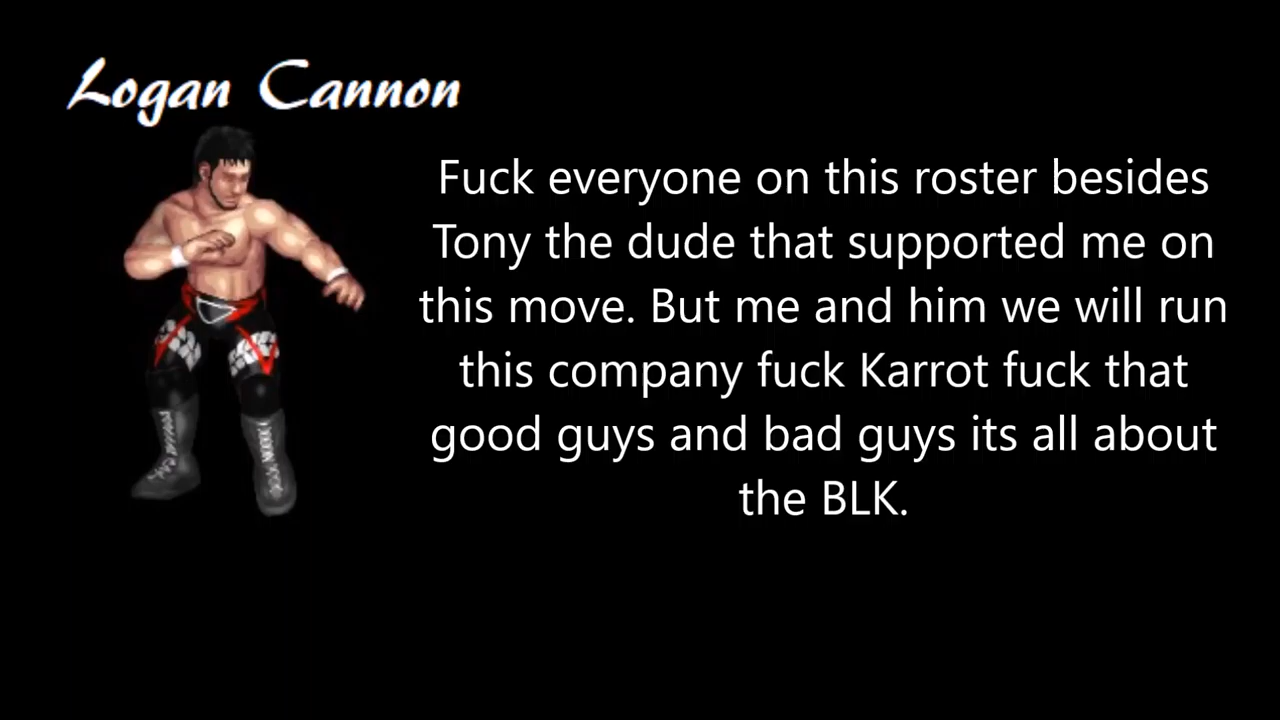 Logan Cannon
Fuck everyone on this roster besides
Tony the dude that supported me on
this move. But me and him we will run
this company fuck Karrot fuck that
good guys and bad guys its all about
the BLK.